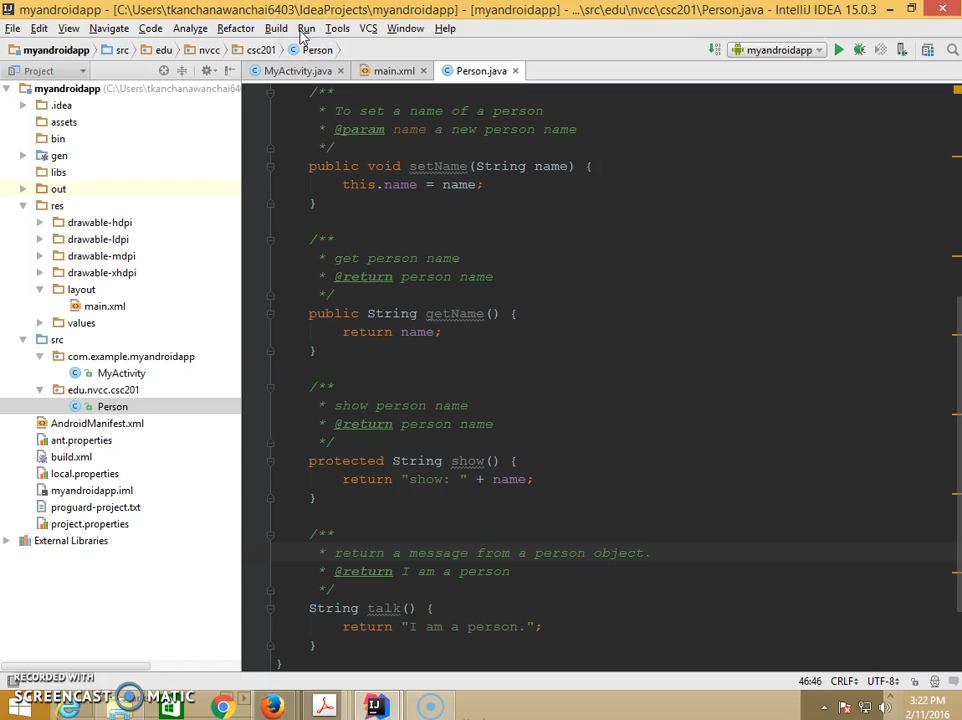 myandroidapp - [C:\Users\tkanchanawanchai6403\IdeaProjects\myandroidapp] - [myandroidapp] - ...\src\edu\nvcc\csc201\Person.java - IntelliJ IDEA 15.0.3
File Edit View Navigate Code Analyze Refactor Build Run Tools VCS Window Help
myandroidapp src edu nvcc csc201 Person myandroidapp
Project MyActivity.java main.xml Person.java
myandroidapp (C:\Users\tkanchanawanchai64
.idea
assets
bin
gen
libs
out
res
drawable-hdpi
drawable-ldpi
drawable-mdpi
drawable-xhdpi
layout
main.xml
values
src
com.example.myandroidapp
MyActivity
edu.nvcc.csc201
Person
AndroidManifest.xml
ant.properties
build.xml
local.properties
myandroidapp.iml
proguard-project.txt
project.properties
External Libraries
/**
* To set a name of a person
* @param name a new person name
*/
public void setName(String name) {
this.name = name;
}
/**
* get person name
* @return person name
*/
public String getName() {
return name;
}
/**
* show person name
* @return person name
*/
protected String show() {
return "show: " + name;
}
/**
* return a message from a person object.
* @return I am a person
*/
String talk() {
return "I am a person.";
}
}
46:46 CRLF UTF-8
RECORDED WITH
SCREENCAST MATIC
3:22 PM
2/11/2016